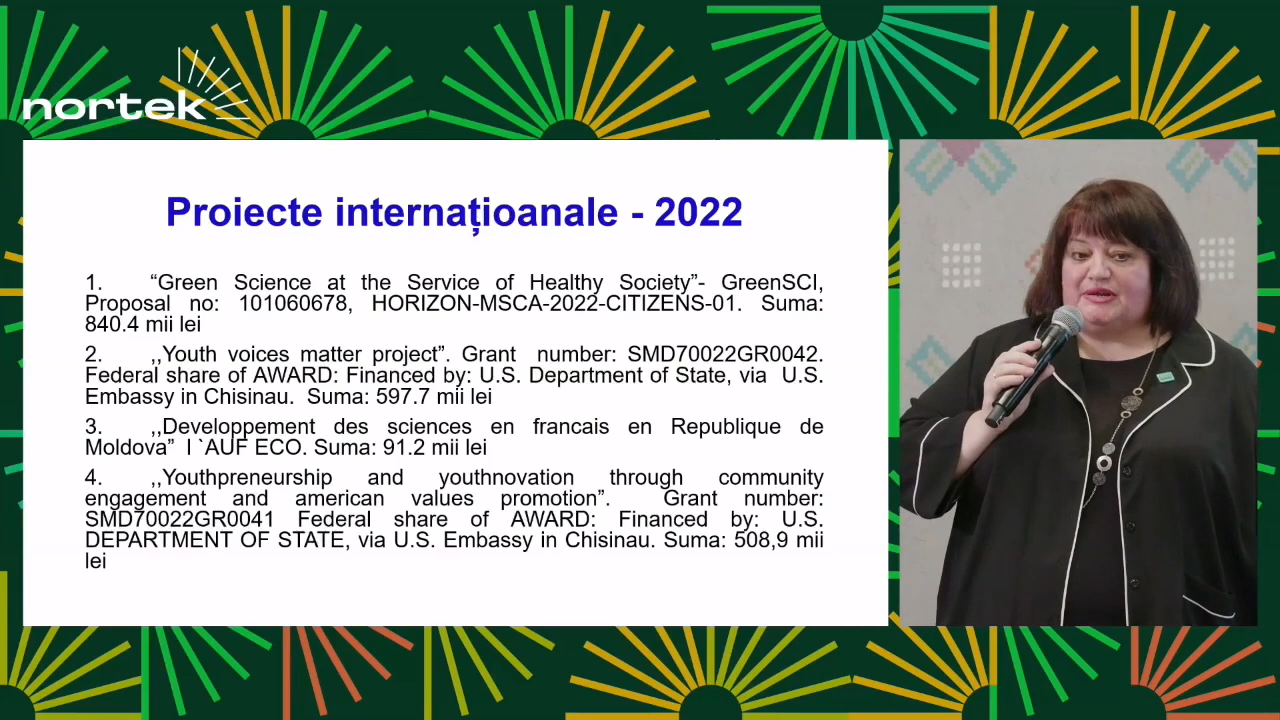 nortek
Proiecte internațioanale - 2022
1. “Green Science at the Service of Healthy Society”- GreenSCI,
Proposal no: 101060678, HORIZON-MSCA-2022-CITIZENS-01. Suma:
840.4 mii lei
2. ,,Youth voices matter project”. Grant number: SMD70022GR0042.
Federal share of AWARD: Financed by: U.S. Department of State, via U.S.
Embassy in Chisinau. Suma: 597.7 mii lei
3. ,,Developpement des sciences en francais en Republique de
Moldova” l `AUF ECO. Suma: 91.2 mii lei
4. ,,Youthpreneurship and youthnovation through community
engagement and american values promotion”. Grant number:
SMD70022GR0041 Federal share of AWARD: Financed by: U.S.
DEPARTMENT OF STATE, via U.S. Embassy in Chisinau. Suma: 508,9 mii
lei